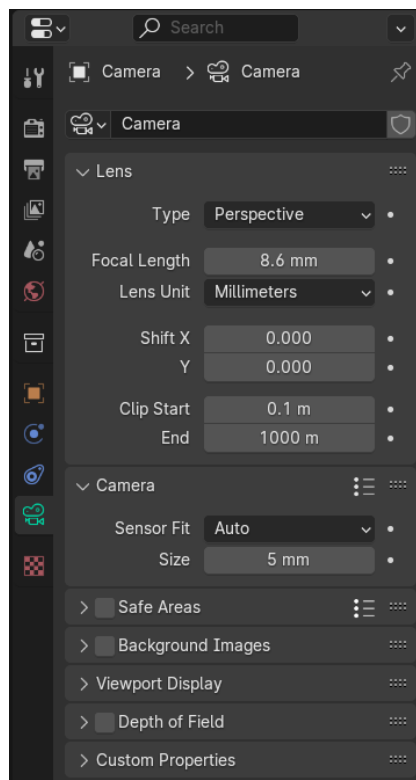 Search
Camera > Camera
Camera
Lens
Type Perspective
Focal Length 8.6 mm
Lens Unit Millimeters
Shift X 0.000
Y 0.000
Clip Start 0.1 m
End 1000 m
Camera
Sensor Fit Auto
Size 5 mm
Safe Areas
Background Images
Viewport Display
Depth of Field
Custom Properties